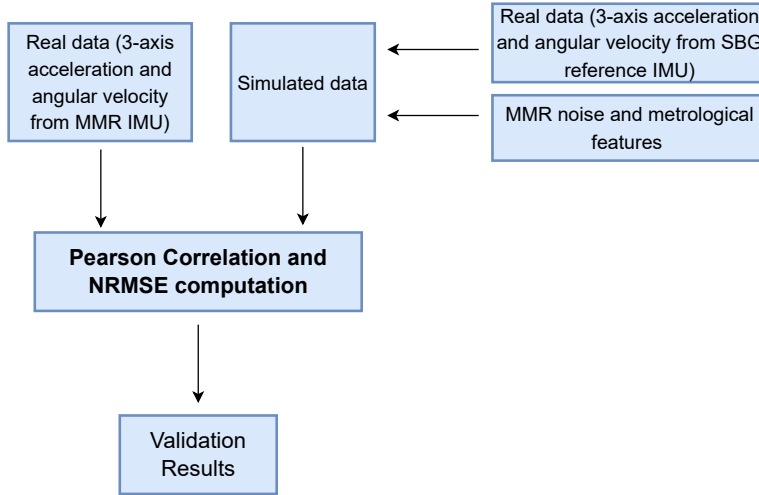 Real data (3-axis
acceleration and
angular velocity
from MMR IMU)
Simulated data
Real data (3-axis acceleration
and angular velocity from SBG
reference IMU)
MMR noise and metrological
features
Pearson Correlation and
NRMSE computation
Validation
Results